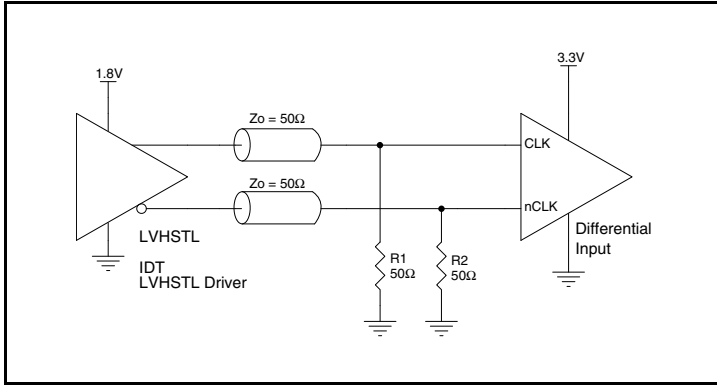 1.8V
3.3V
Zo = 50Ω
CLK
Zo = 50Ω
nCLK
LVHSTL
IDT
LVHSTL Driver
R1
50Ω
R2
50Ω
Differential
Input